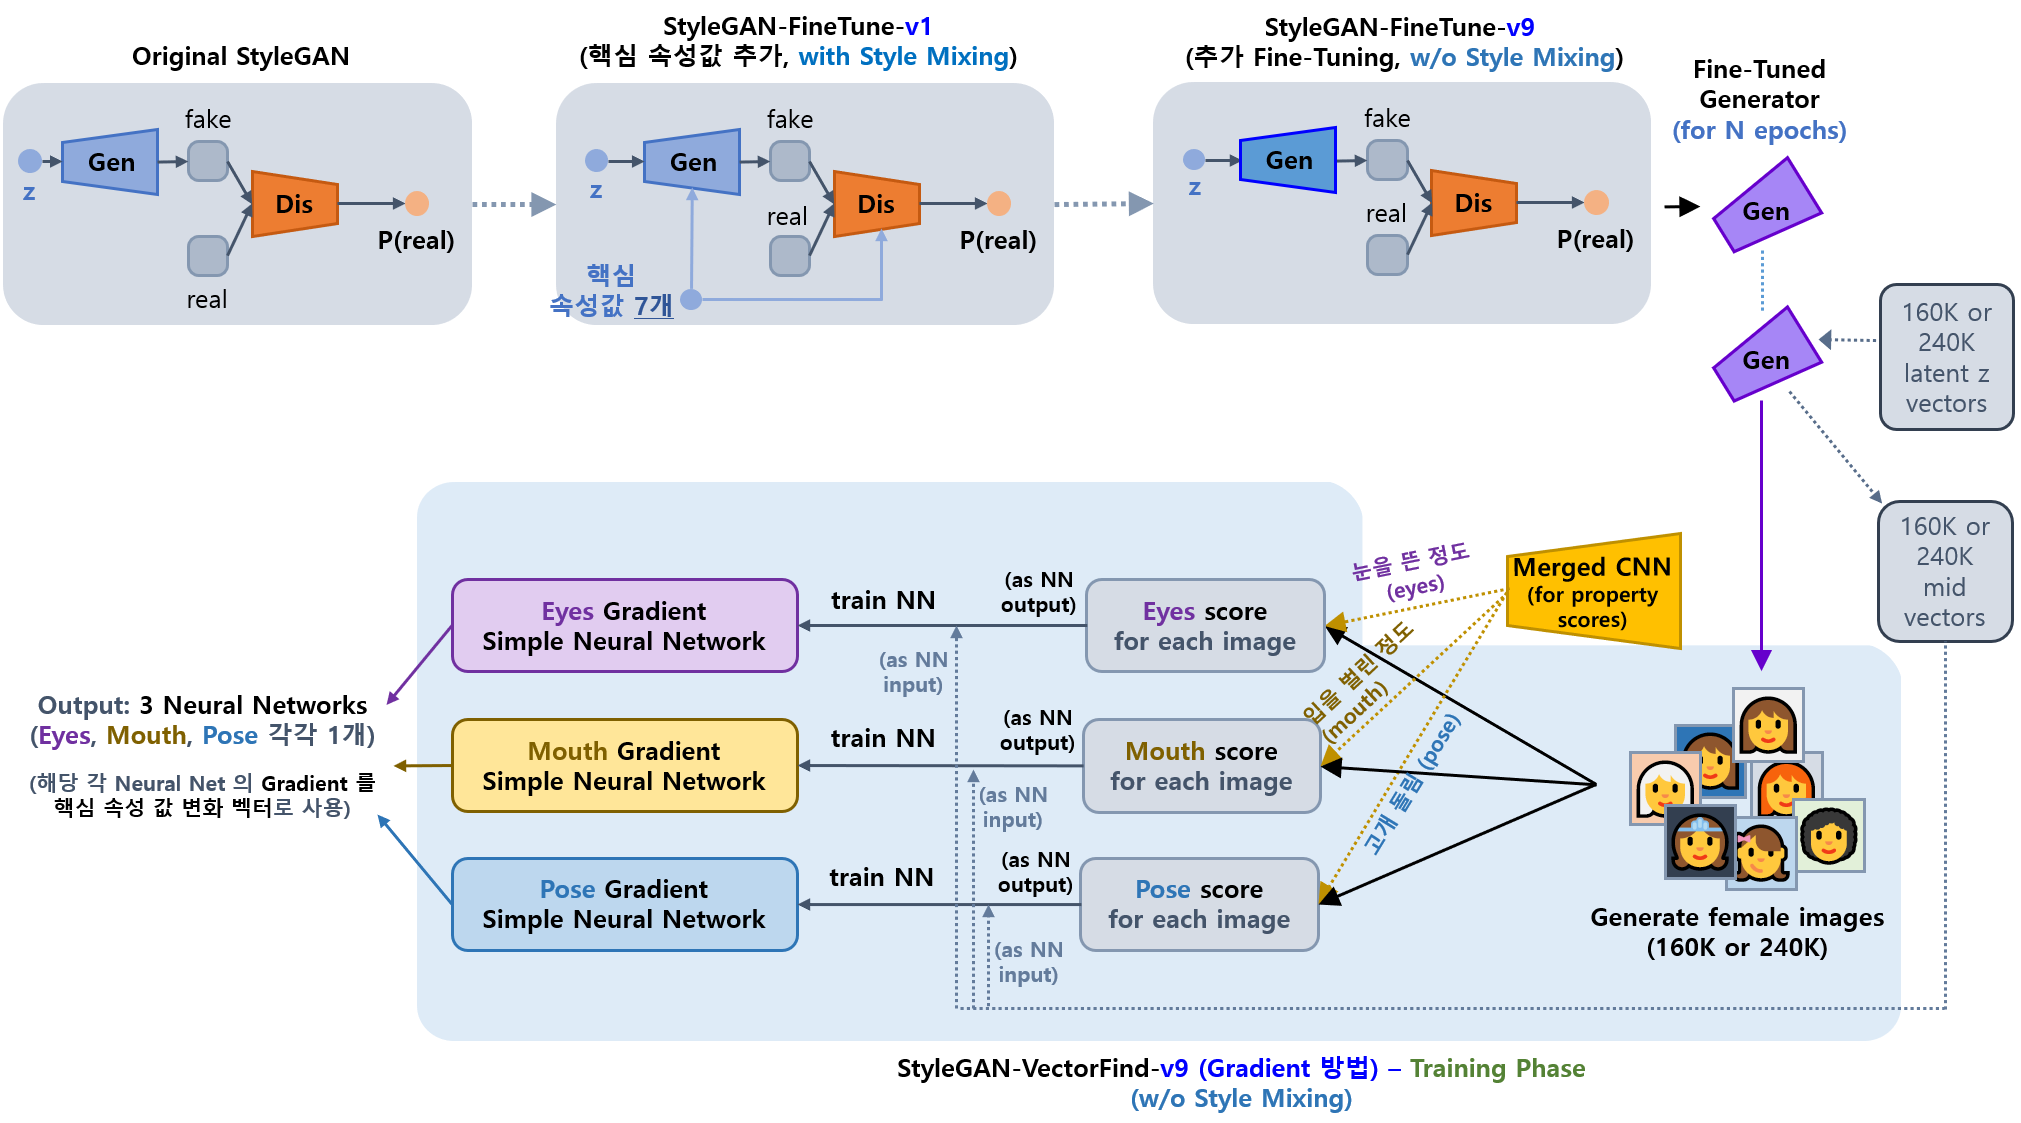 Original StyleGAN
fake
Gen
z
Dis
P(real)
real
StyleGAN-FineTune-v1
(핵심 속성값 추가, with Style Mixing)
fake
Gen
z
real
Dis
P(real)
핵심
속성값 7개
StyleGAN-FineTune-v9
(추가 Fine-Tuning, w/o Style Mixing)
fake
Gen
z
real
Dis
P(real)
Fine-Tuned
Generator
(for N epochs)
Gen
Gen
160K or
240K
latent z
vectors
160K or
240K
mid
vectors
Merged CNN
(for property
scores)
눈을 뜬 정도
(eyes)
입을 벌린 정도
(mouth)
고개 돌림 (pose)
Eyes Gradient
Simple Neural Network
train NN
(as NN
output)
(as NN
input)
Eyes score
for each image
Mouth Gradient
Simple Neural Network
train NN
(as NN
output)
(as NN
input)
Mouth score
for each image
Pose Gradient
Simple Neural Network
train NN
(as NN
output)
(as NN
input)
Pose score
for each image
Output: 3 Neural Networks
(Eyes, Mouth, Pose 각각 1개)
(해당 각 Neural Net 의 Gradient 를
핵심 속성 값 변화 벡터로 사용)
Generate female images
(160K or 240K)
StyleGAN-VectorFind-v9 (Gradient 방법) – Training Phase
(w/o Style Mixing)